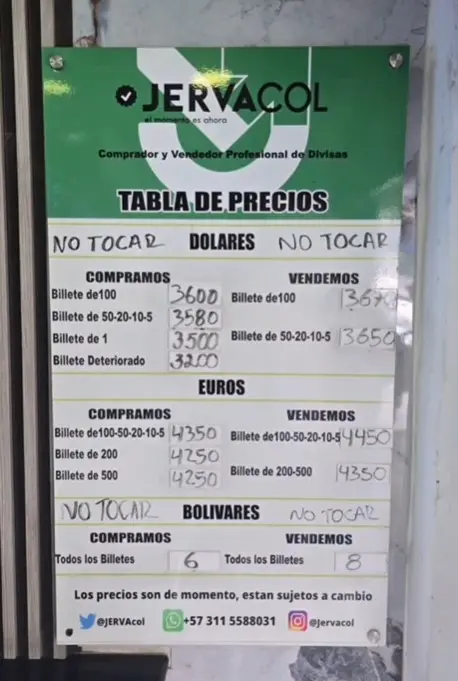 JERVACOL
el momento es ahora
Comprador y Vendedor Profesional de Divisas
TABLA DE PRECIOS
NO TOCAR DOLARES NO TOCAR
COMPRAMOS VENDEMOS
Billete de100 3600 Billete de100 3670
Billete de 50-20-10-5 3580 Billete de 50-20-10-5 3650
Billete de 1 3500
Billete Deteriorado 3200
EUROS
COMPRAMOS VENDEMOS
Billete de100-50-20-10-5 4350 Billete de100-50-20-10-5 4450
Billete de 200 4250 Billete de 200-500 4350
Billete de 500 4250
NO TOCAR BOLIVARES NO TOCAR
COMPRAMOS VENDEMOS
Todos los Billetes 6 Todos los Billetes 8
Los precios son de momento, estan sujetos a cambio
@JERVAcol +57 311 5588031 @Jervacol